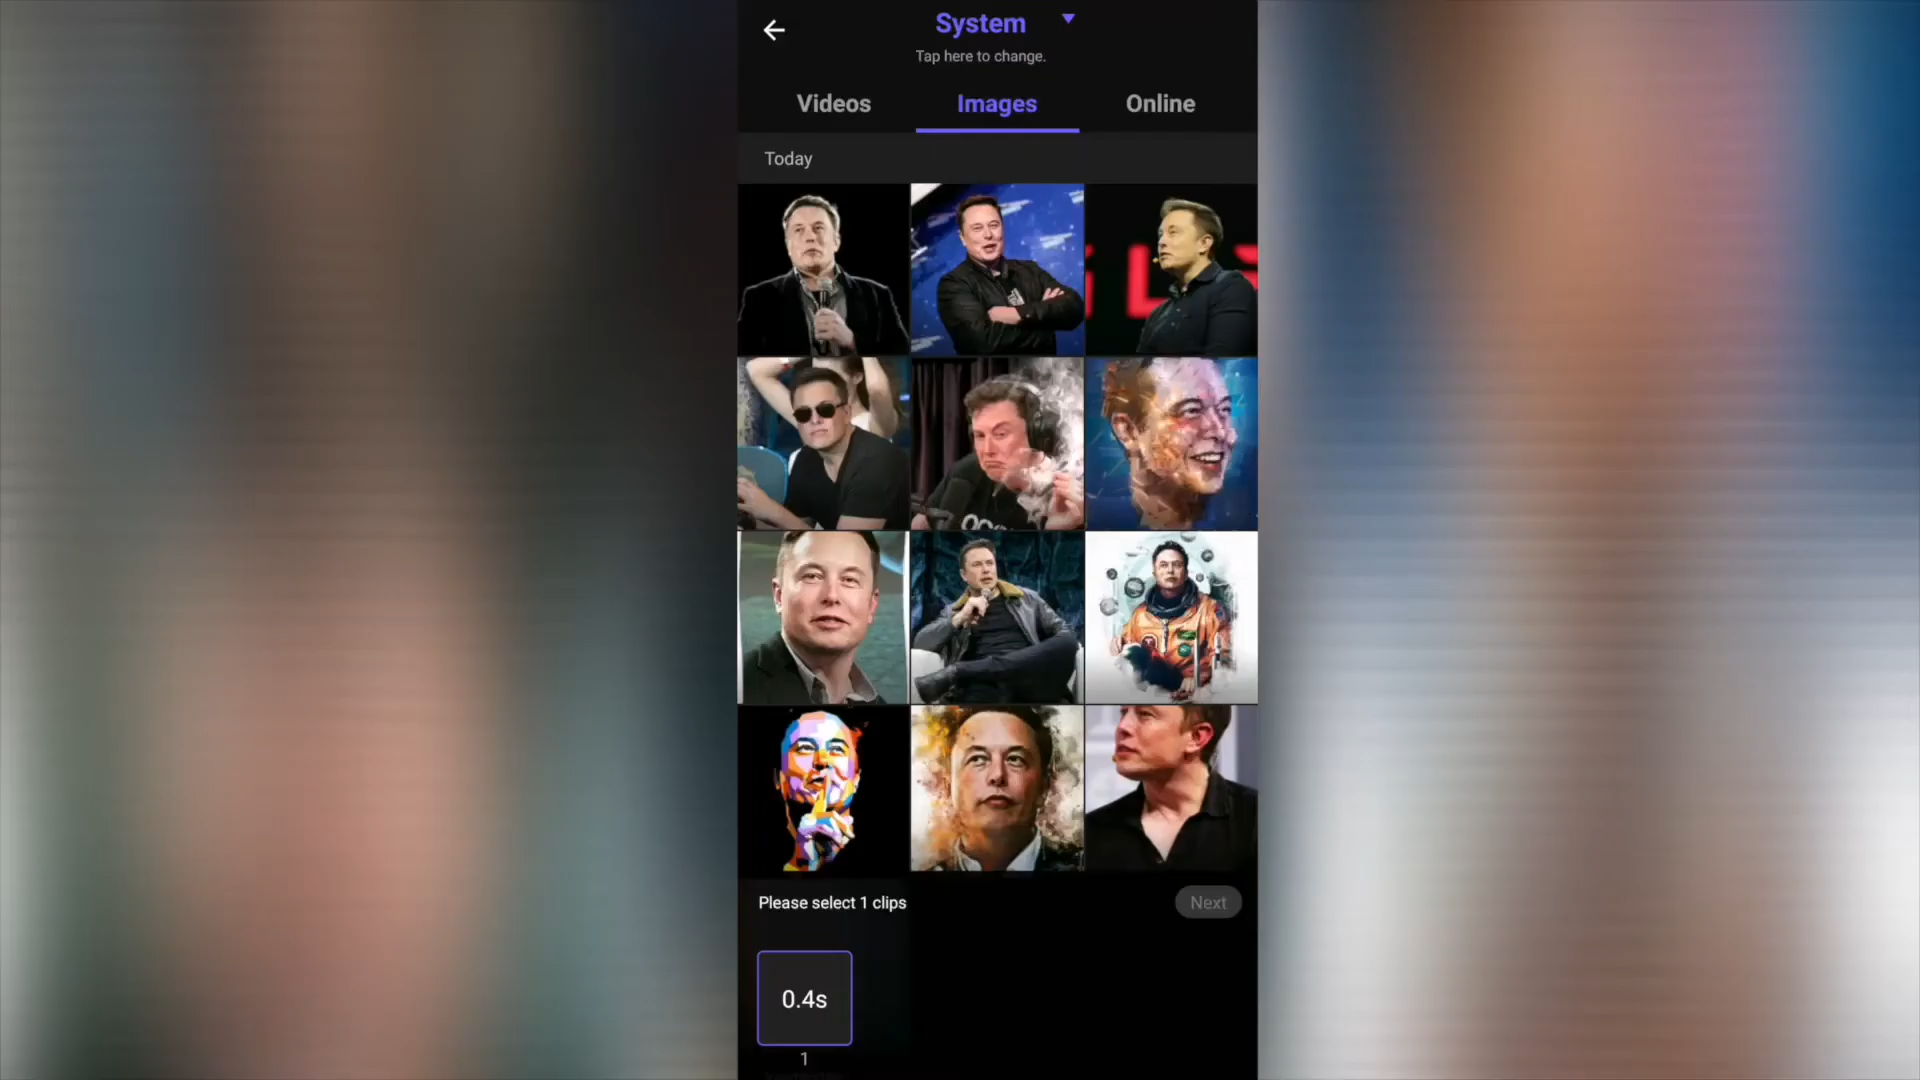 System
Tap here to change.
Videos Images Online
Today
Please select 1 clips
Next
0.4s
1